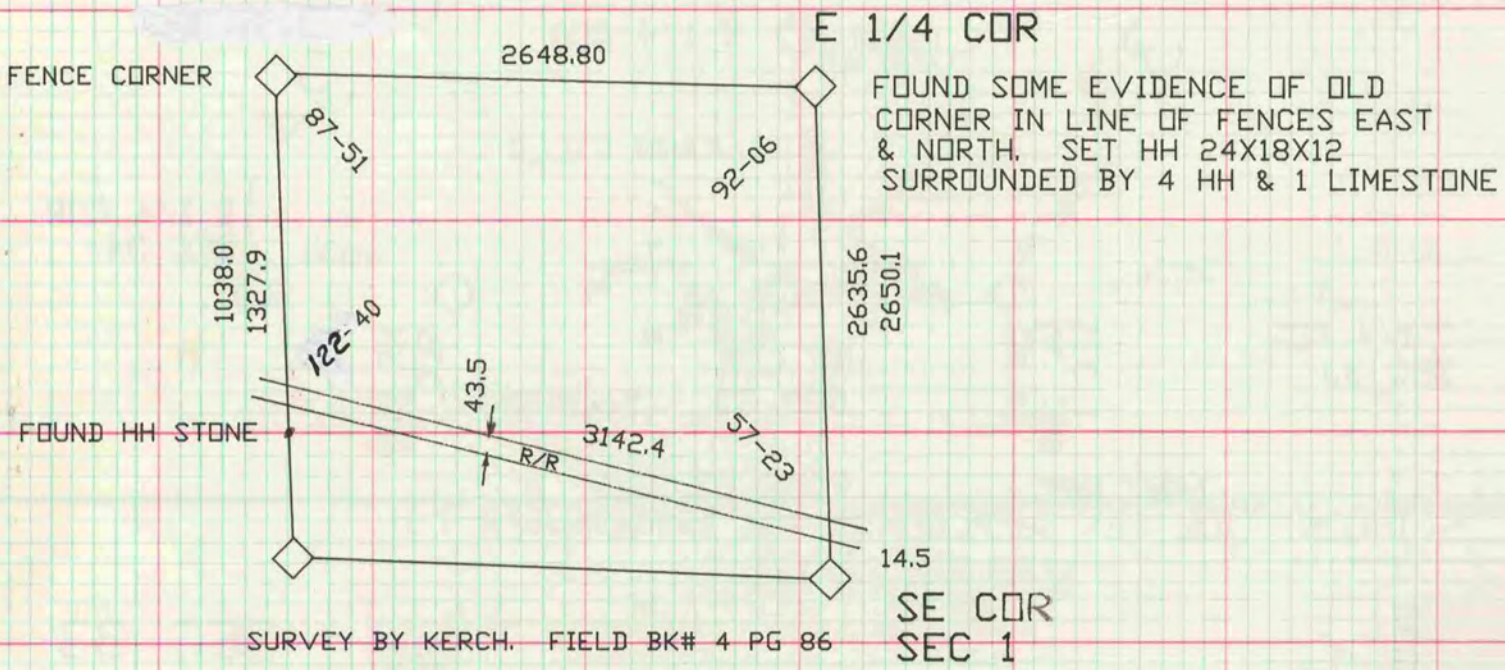 E 1/4 COR
2648.80
FENCE CORNER
FOUND SOME EVIDENCE OF OLD
CORNER IN LINE OF FENCES EAST
& NORTH. SET HH 24X18X12
SURROUNDED BY 4 HH & 1 LIMESTONE
87-51
92-06
1038.0
1327.9
2635.6
2650.1
122-40
43.5
FOUND HH STONE
3142.4
57-23
R/R
14.5
SE COR
SEC 1
SURVEY BY KERCH. FIELD BK# 4 PG 86